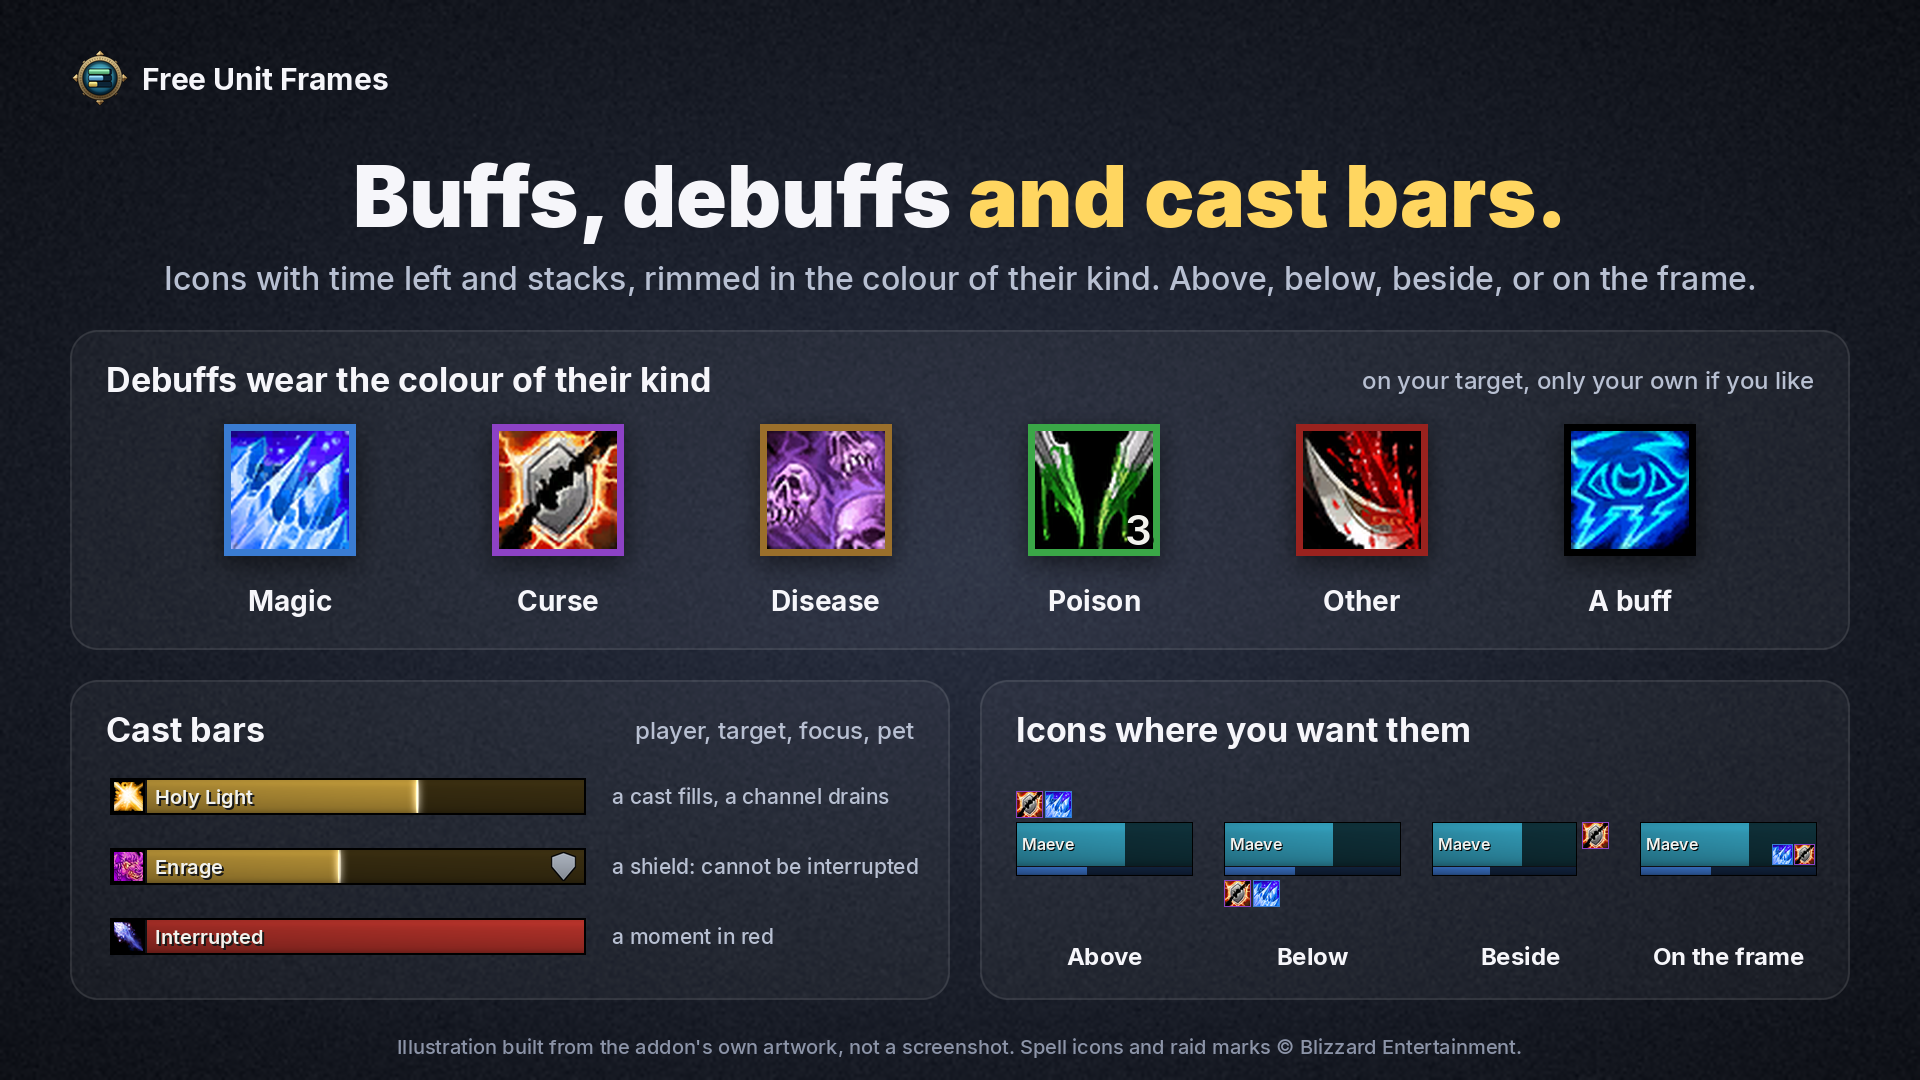 Free Unit Frames
Buffs, debuffs and cast bars.
Icons with time left and stacks, rimmed in the colour of their kind. Above, below, beside, or on the frame.
Debuffs wear the colour of their kind
on your target, only your own if you like
3
Magic
Curse
Disease
Poison
Other
A buff
Cast bars
player, target, focus, pet
Holy Light
a cast fills, a channel drains
Enrage
a shield: cannot be interrupted
Interrupted
a moment in red
Icons where you want them
Maeve
Maeve
Maeve
Maeve
Above
Below
Beside
On the frame
Illustration built from the addon's own artwork, not a screenshot. Spell icons and raid marks © Blizzard Entertainment.